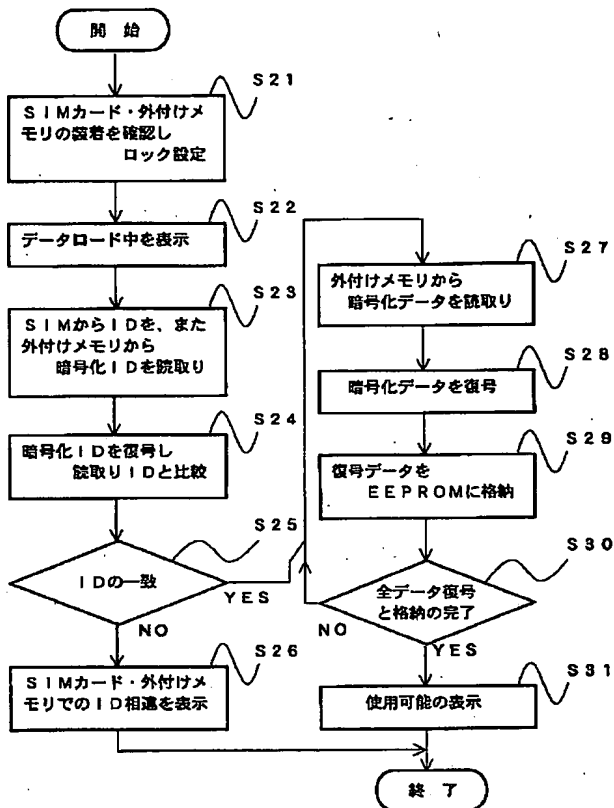 開 始
S21
SIMカード・外付けメ
モリの装着を確認し
ロック設定
S22
データロード中を表示
S23
SIMからIDを、また
外付けメモリから
暗号化IDを読取り
S24
暗号化IDを復号し
読取りIDと比較
S25
IDの一致
YES
NO
S26
SIMカード・外付けメ
モリでのID相違を表示
S27
外付けメモリから
暗号化データを読取り
S28
暗号化データを復号
S29
復号データを
EEPROMに格納
S30
全データ復号
と格納の完了
NO
YES
S31
使用可能の表示
終 了